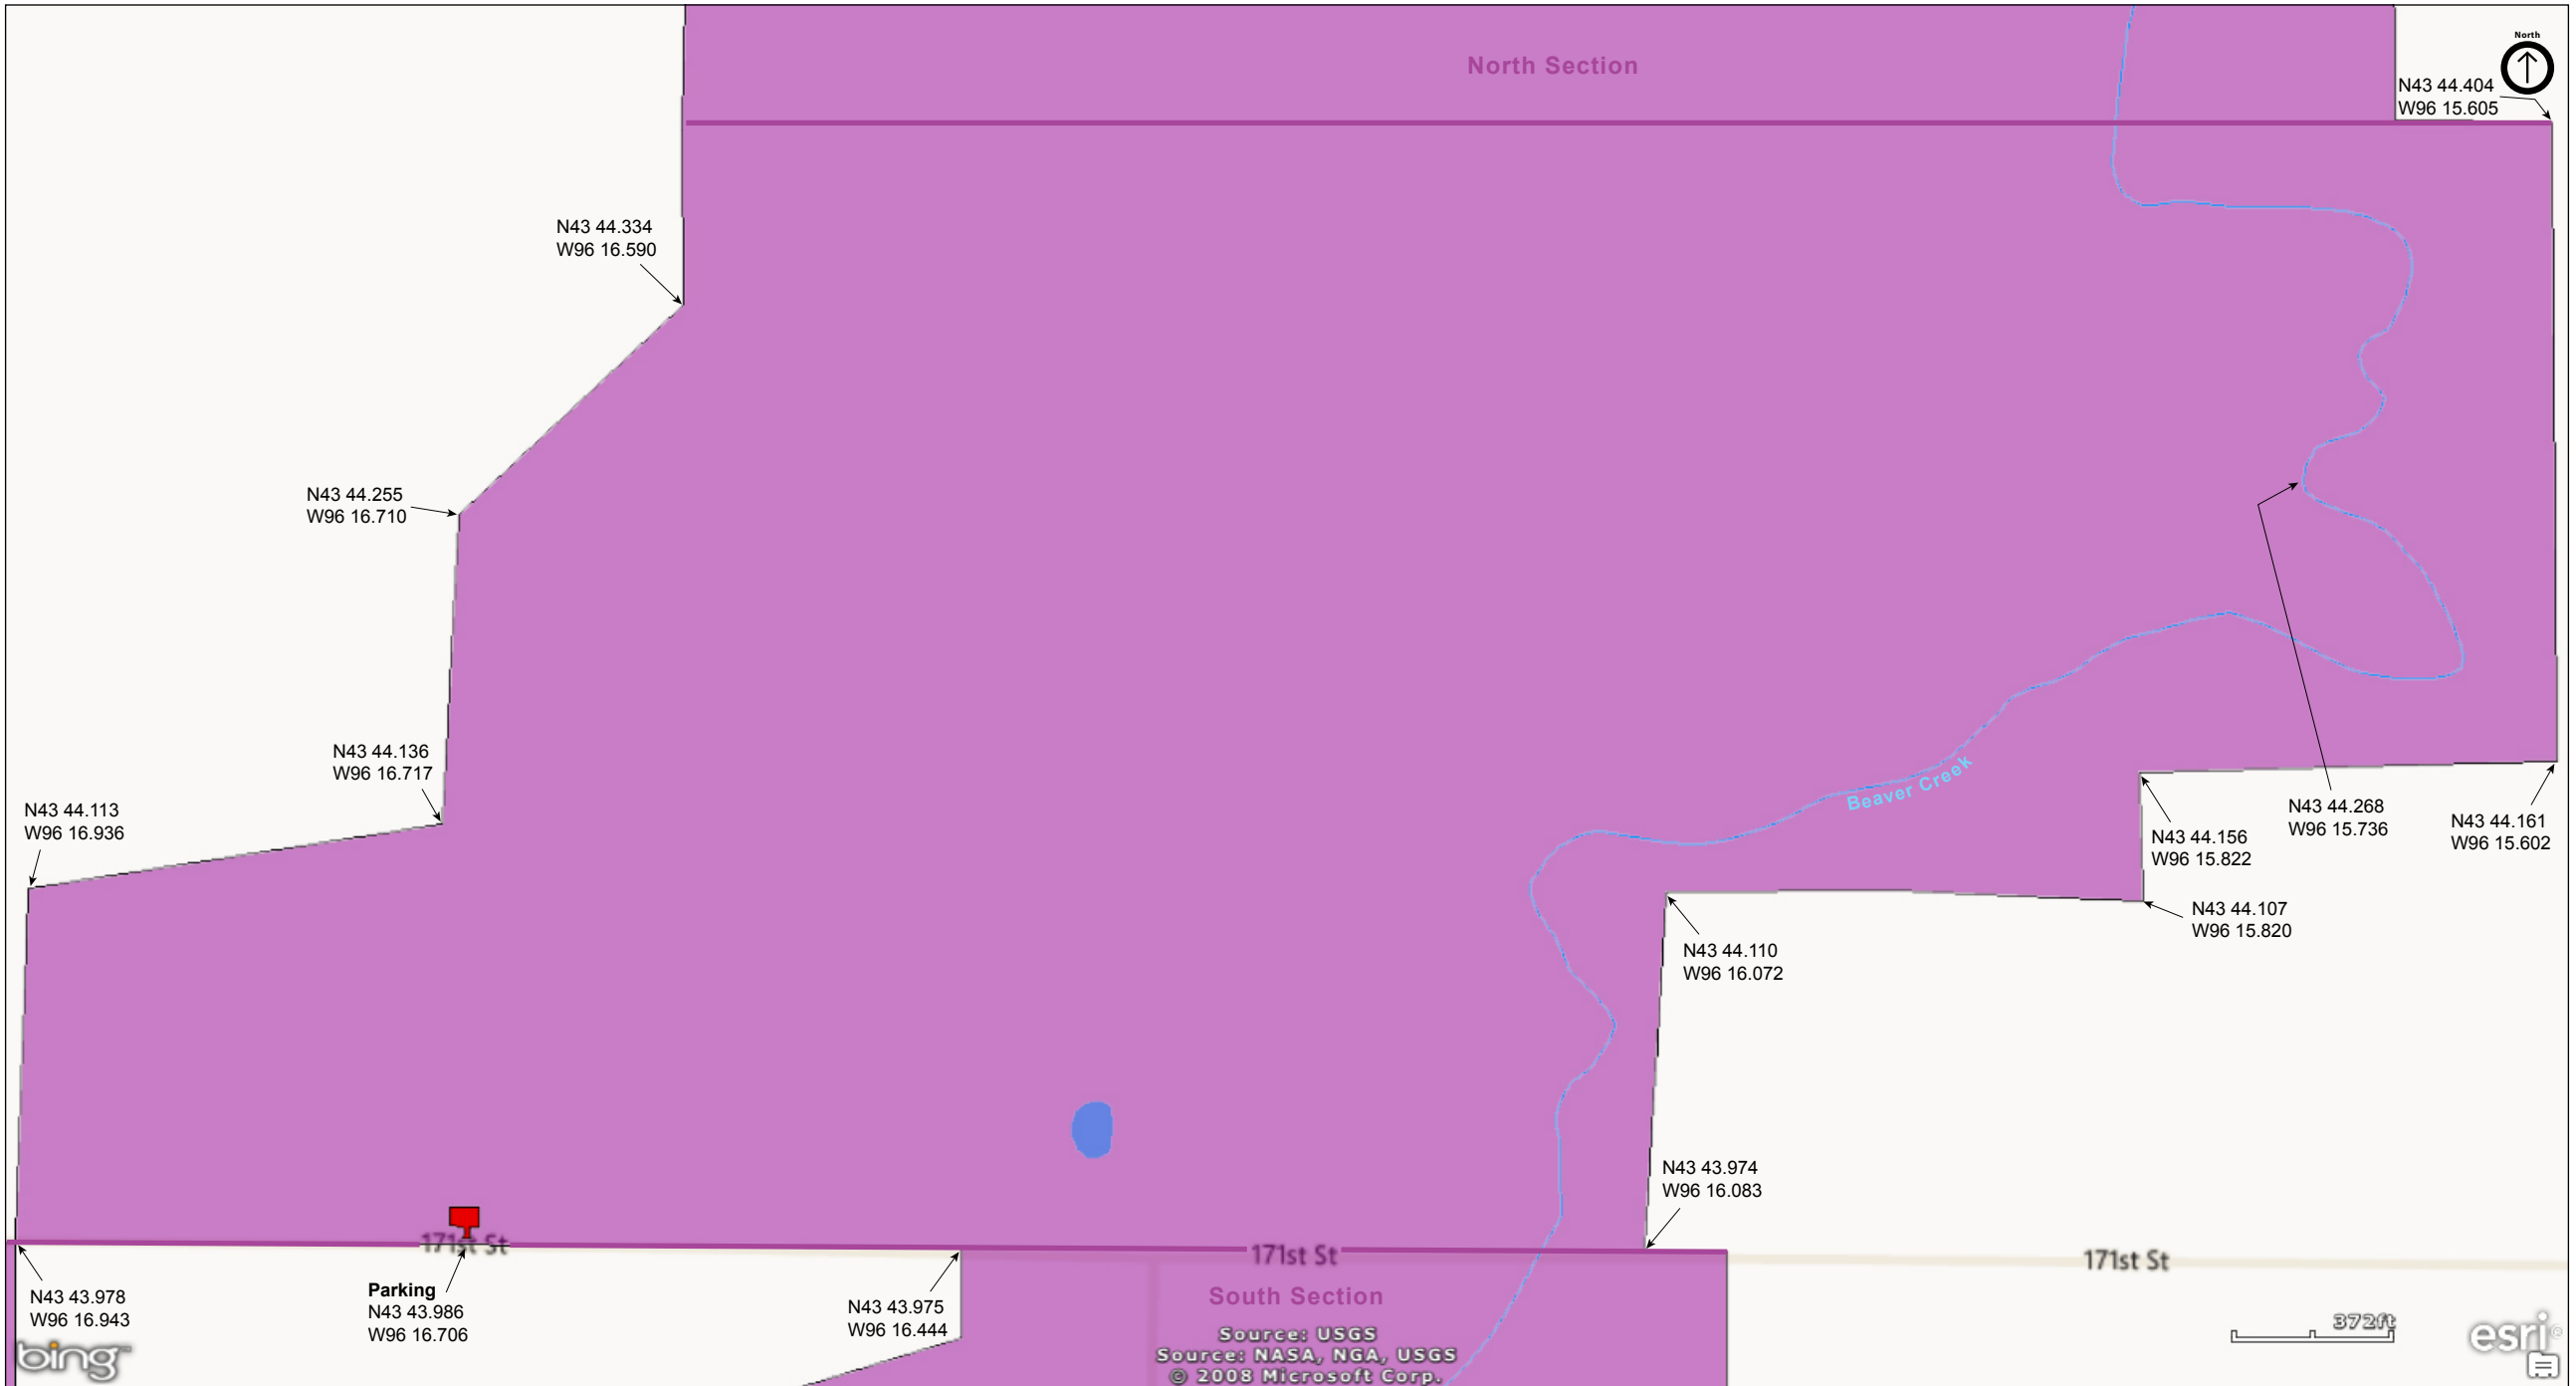 North Section
North
N43 44.404
W96 15.605
N43 44.334
W96 16.590
N43 44.255
W96 16.710
N43 44.136
W96 16.717
N43 44.113
W96 16.936
Beaver Creek
N43 44.268
W96 15.736
N43 44.161
W96 15.602
N43 44.156
W96 15.822
N43 44.107
W96 15.820
N43 44.110
W96 16.072
N43 43.974
W96 16.083
171st St
171st St
171st St
N43 43.978
W96 16.943
Parking
N43 43.986
W96 16.706
N43 43.975
W96 16.444
South Section
Source: USGS
Source: NASA, NGA, USGS
© 2008 Microsoft Corp.
372ft
bing™
esri®